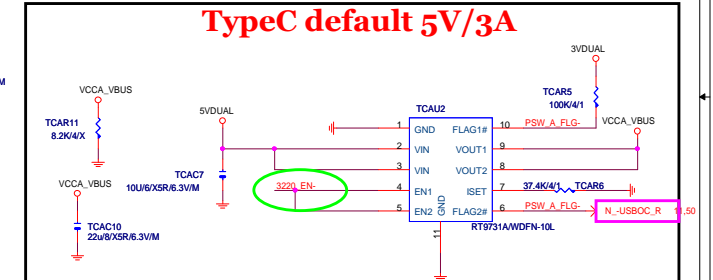 TypeC default 5V/3A
3VDUAL
M
VCCA_VBUS
TCAR5
100K/4/1
TCAR11
8.2K/4/X
5VDUAL
TCAU2
VCCA_VBUS
1 GND FLAG1# 10 PSW_A_FLG-
2 VIN VOUT1 9
3 VIN VOUT2 8
TCAC7
10U/6/X5R/6.3V/M
3220_EN- 4 EN1 ISET 7 37.4K/4/1 TCAR6
VCCA_VBUS
5 EN2 GND FLAG2# 6 PSW_A_FLG- N_-USBOC_R 11,50
TCAC10
22u/8/X5R/6.3V/M
11
RT9731A/WDFN-10L